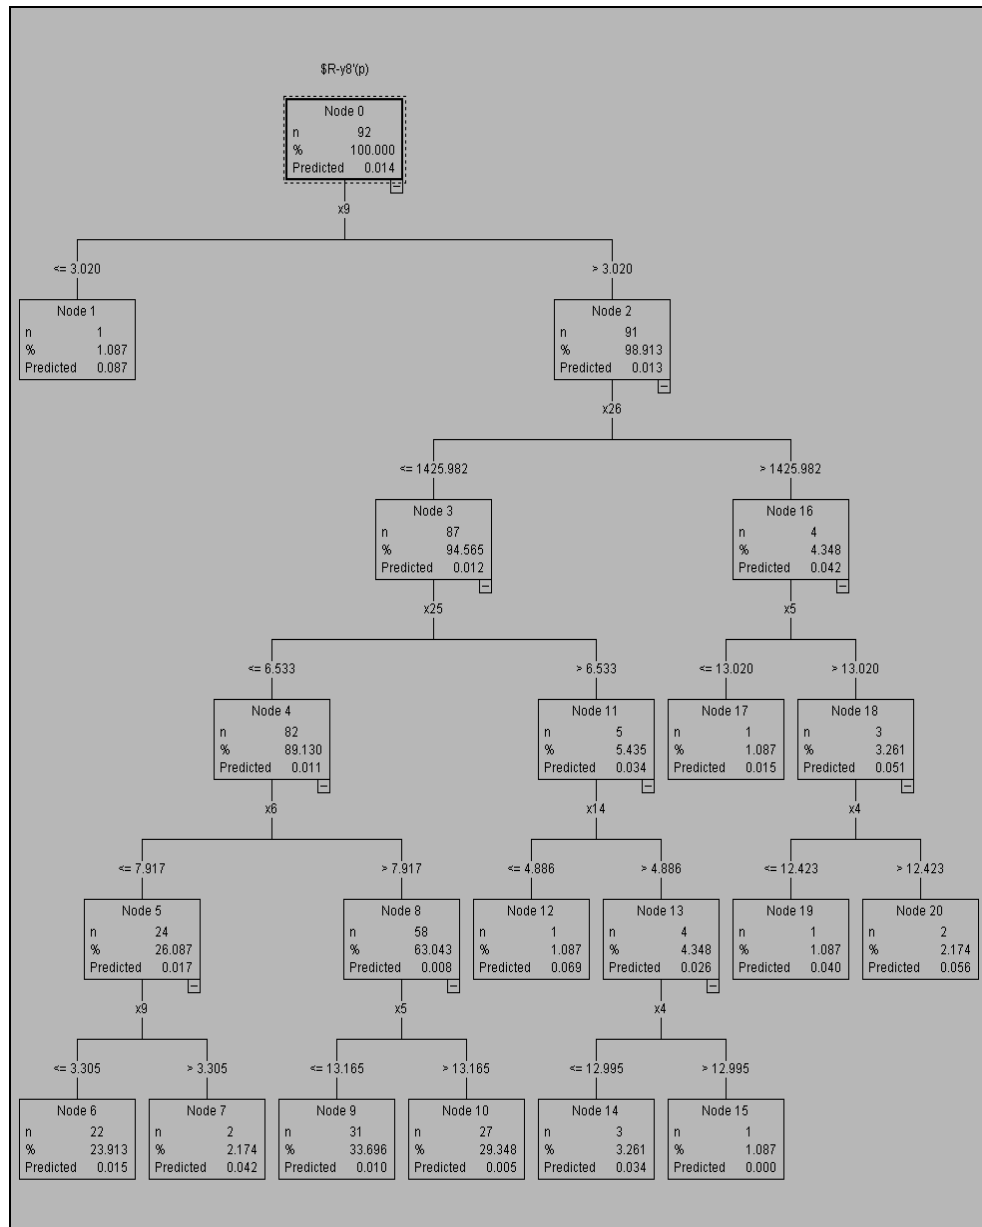 $R-y8'(p)
Node 0
n 92
% 100.000
Predicted 0.014
x9
<= 3.020 > 3.020
Node 1
n 1
% 1.087
Predicted 0.087
Node 2
n 91
% 98.913
Predicted 0.013
x26
<= 1425.982 > 1425.982
Node 3
n 87
% 94.565
Predicted 0.012
Node 16
n 4
% 4.348
Predicted 0.042
x25
x5
<= 6.533 > 6.533
<= 13.020 > 13.020
Node 4
n 82
% 89.130
Predicted 0.011
Node 11
n 5
% 5.435
Predicted 0.034
Node 17
n 1
% 1.087
Predicted 0.015
Node 18
n 3
% 3.261
Predicted 0.051
x6
x14
x4
<= 7.917 > 7.917
<= 4.886 > 4.886
<= 12.423 > 12.423
Node 5
n 24
% 26.087
Predicted 0.017
Node 8
n 58
% 63.043
Predicted 0.008
Node 12
n 1
% 1.087
Predicted 0.069
Node 13
n 4
% 4.348
Predicted 0.026
Node 19
n 1
% 1.087
Predicted 0.040
Node 20
n 2
% 2.174
Predicted 0.056
x9
x5
x4
<= 3.305 > 3.305
<= 13.165 > 13.165
<= 12.995 > 12.995
Node 6
n 22
% 23.913
Predicted 0.015
Node 7
n 2
% 2.174
Predicted 0.042
Node 9
n 31
% 33.696
Predicted 0.010
Node 10
n 27
% 29.348
Predicted 0.005
Node 14
n 3
% 3.261
Predicted 0.034
Node 15
n 1
% 1.087
Predicted 0.000